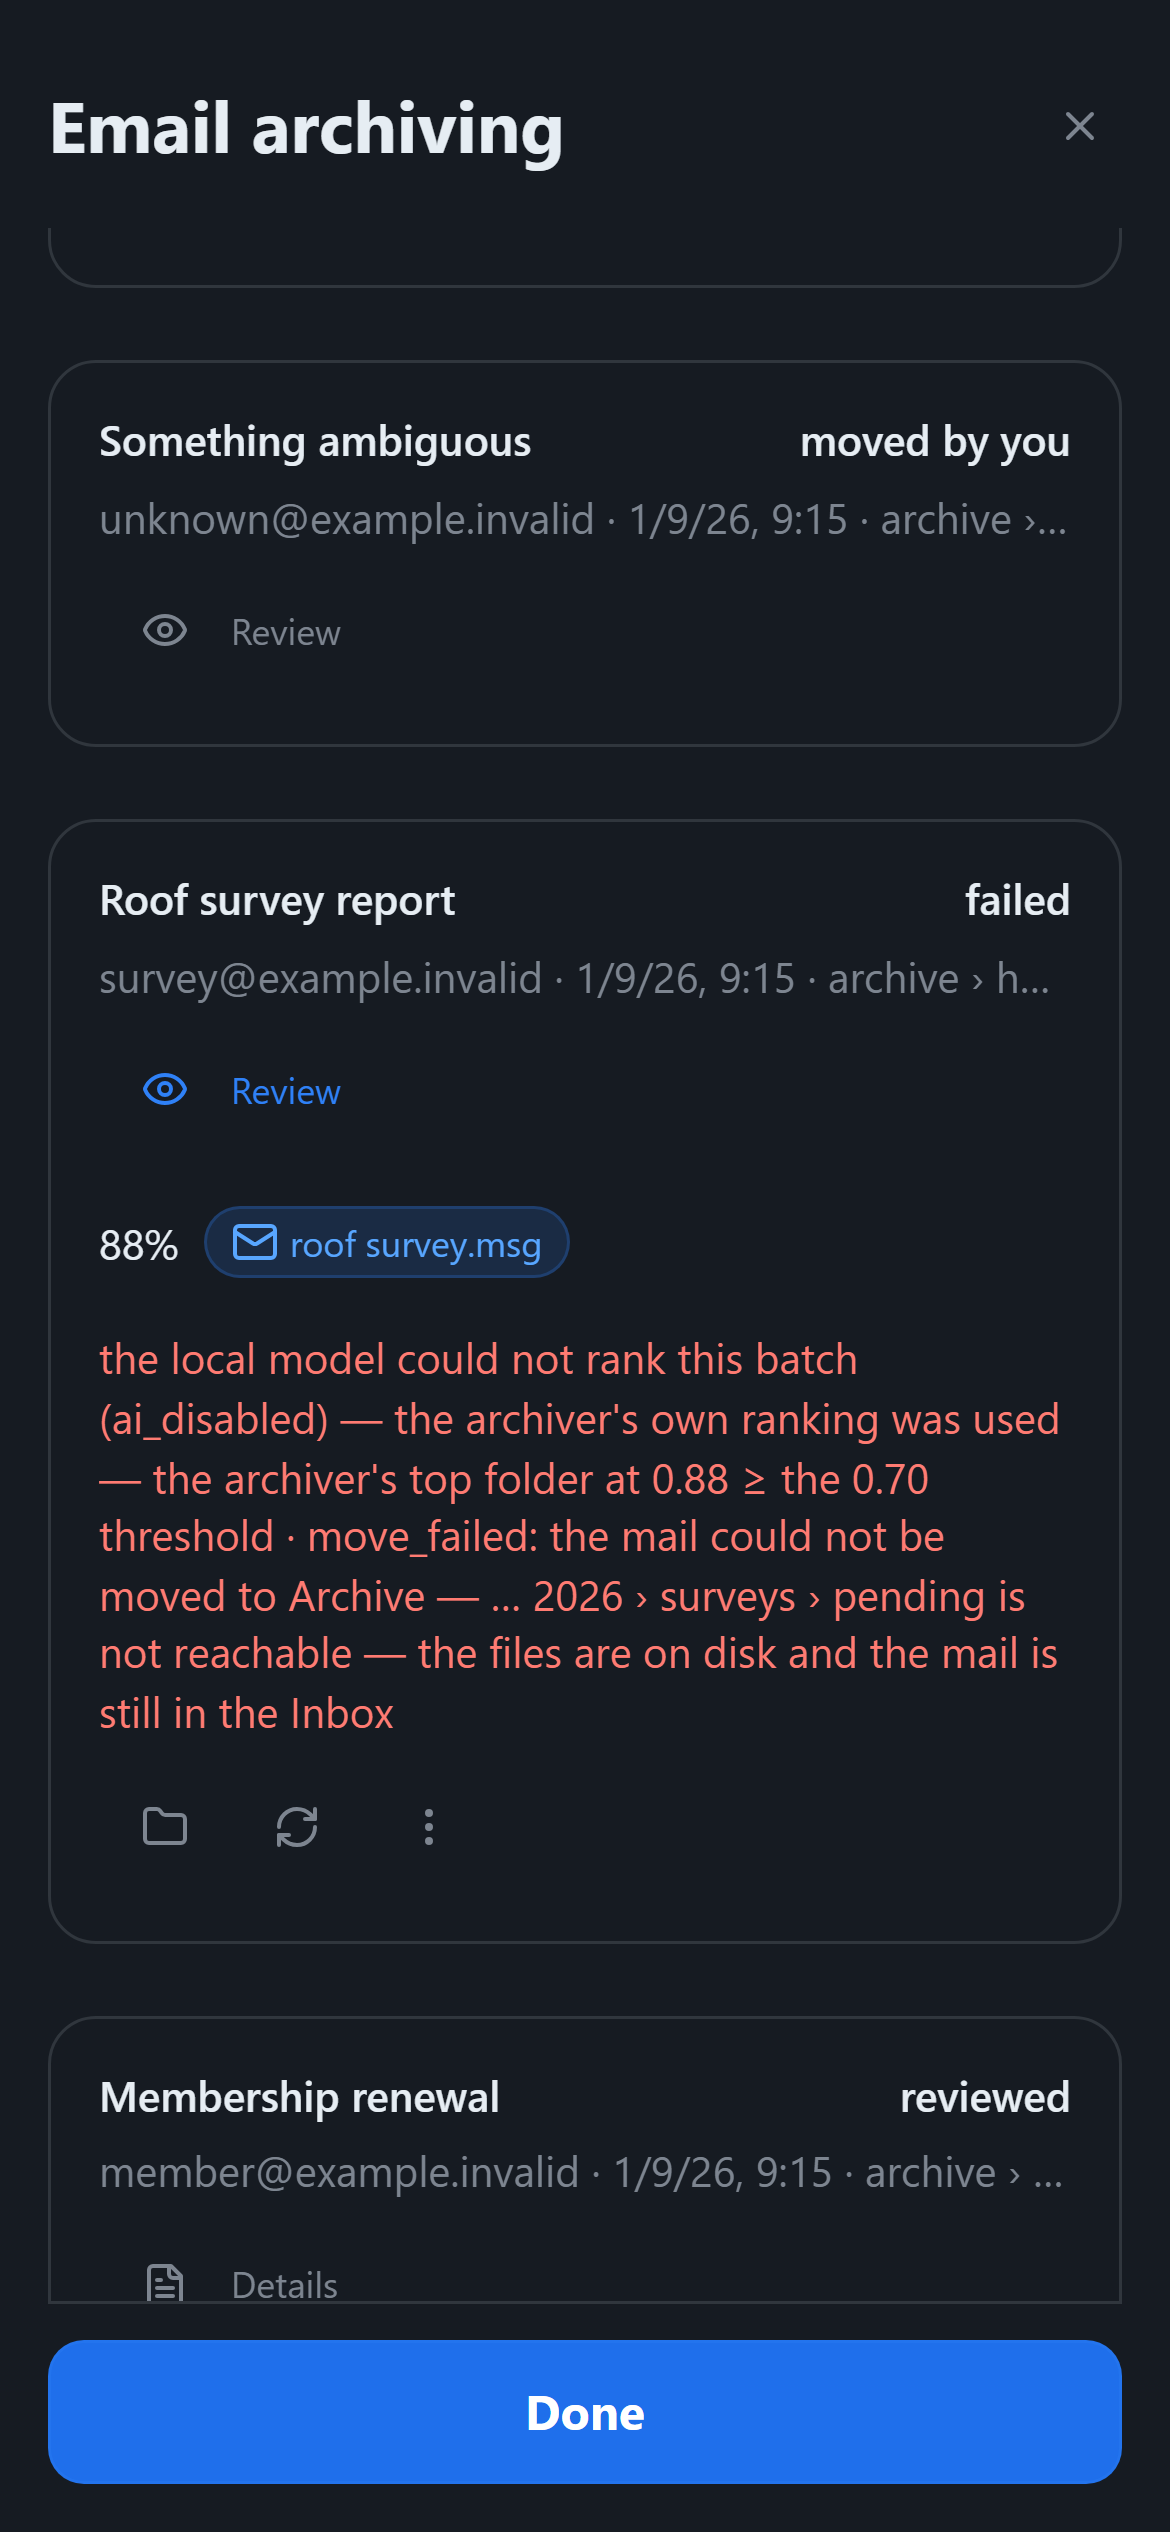 Email archiving
Something ambiguous
moved by you
unknown@example.invalid · 1/9/26, 9:15 · archive ›...
Review
Roof survey report
failed
survey@example.invalid · 1/9/26, 9:15 · archive › h...
Review
88%
roof survey.msg
the local model could not rank this batch
(ai_disabled) — the archiver's own ranking was used
— the archiver's top folder at 0.88 ≥ the 0.70
threshold · move_failed: the mail could not be
moved to Archive — ... 2026 › surveys › pending is
not reachable — the files are on disk and the mail is
still in the Inbox
Membership renewal
reviewed
member@example.invalid · 1/9/26, 9:15 · archive › ...
Details
Done